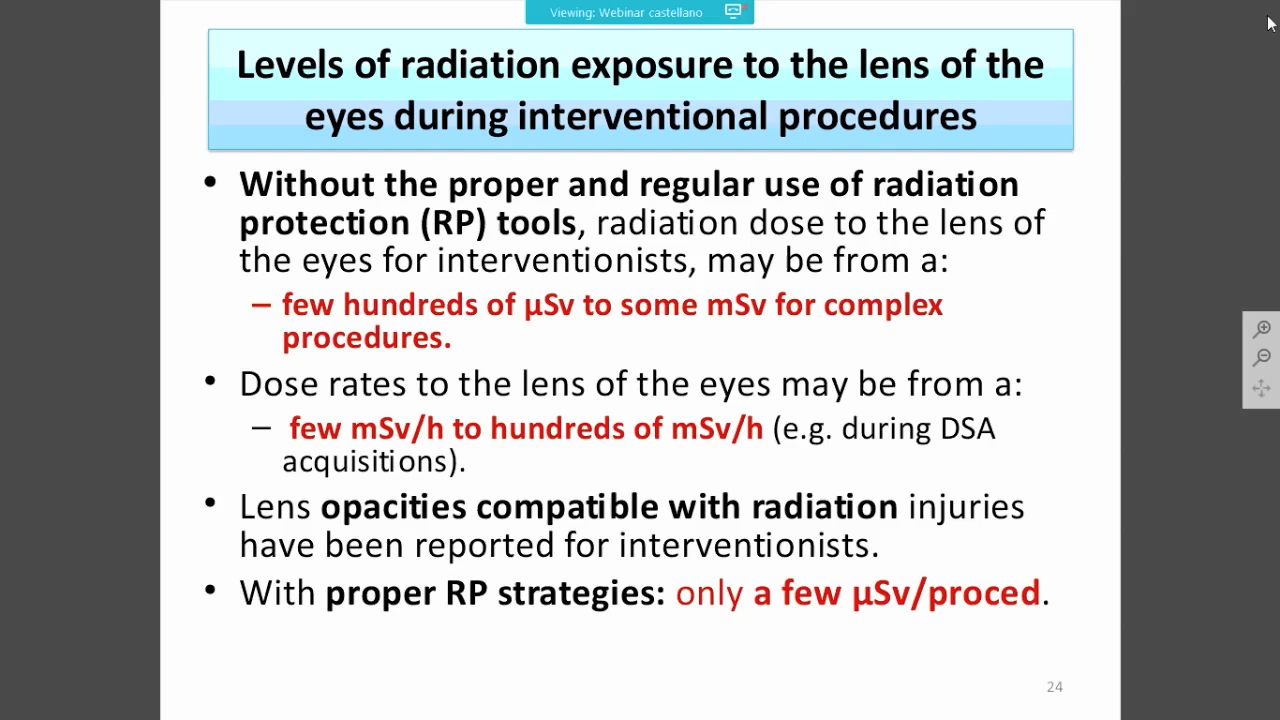 Viewing: Webinar castellano
Levels of radiation exposure to the lens of the
eyes during interventional procedures
• Without the proper and regular use of radiation
protection (RP) tools, radiation dose to the lens of
the eyes for interventionists, may be from a:
– few hundreds of µSv to some mSv for complex
procedures.
• Dose rates to the lens of the eyes may be from a:
– few mSv/h to hundreds of mSv/h (e.g. during DSA
acquisitions).
• Lens opacities compatible with radiation injuries
have been reported for interventionists.
• With proper RP strategies: only a few µSv/proced.
24